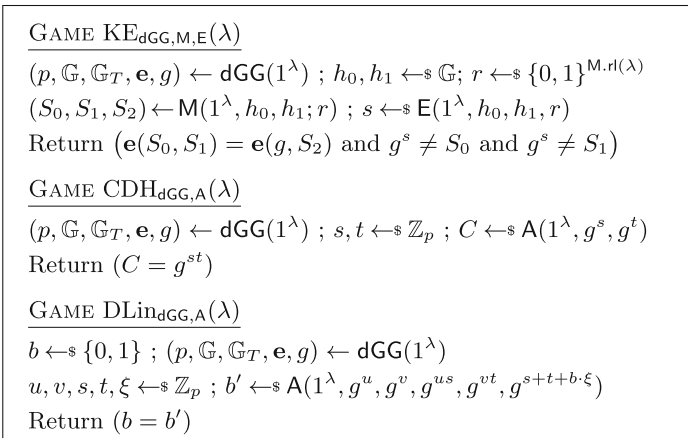 GAME KE_{dGG,M,E}(λ)
(p, 𝔾, 𝔾_T, e, g) ← dGG(1^λ) ; h_0, h_1 ←$ 𝔾; r ←$ {0, 1}^{M.rl(λ)}
(S_0, S_1, S_2) ← M(1^λ, h_0, h_1; r) ; s ←$ E(1^λ, h_0, h_1, r)
Return (e(S_0, S_1) = e(g, S_2) and g^s ≠ S_0 and g^s ≠ S_1)
GAME CDH_{dGG,A}(λ)
(p, 𝔾, 𝔾_T, e, g) ← dGG(1^λ) ; s, t ←$ ℤ_p ; C ←$ A(1^λ, g^s, g^t)
Return (C = g^{st})
GAME DLin_{dGG,A}(λ)
b ←$ {0, 1} ; (p, 𝔾, 𝔾_T, e, g) ← dGG(1^λ)
u, v, s, t, ξ ←$ ℤ_p ; b′ ←$ A(1^λ, g^u, g^v, g^{us}, g^{vt}, g^{s+t+b·ξ})
Return (b = b′)